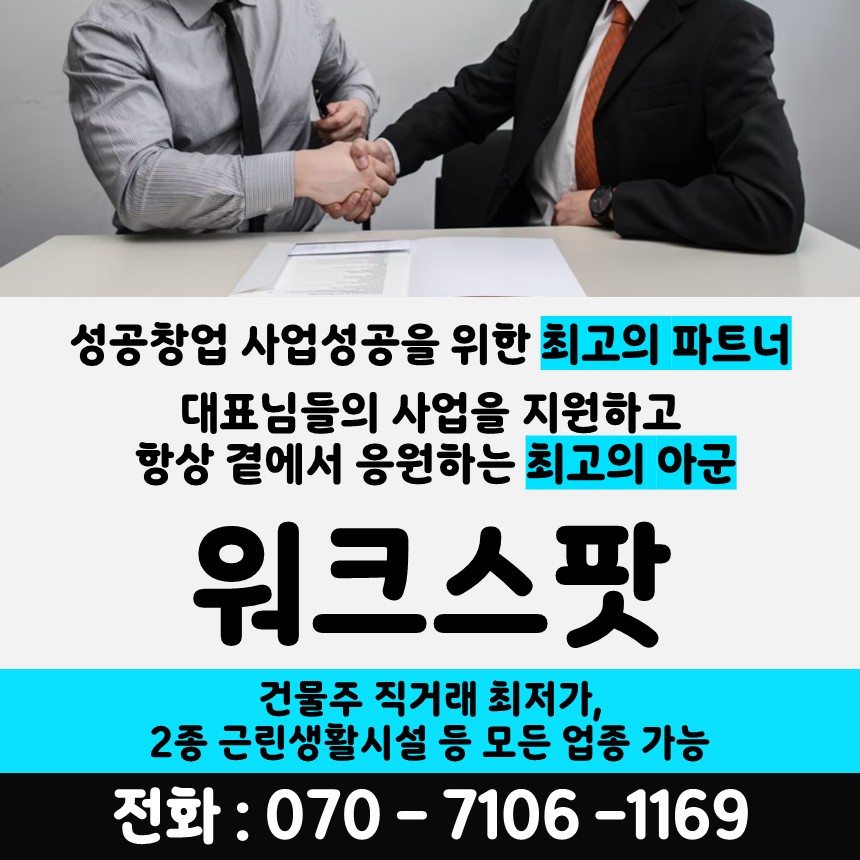 성공창업 사업성공을 위한 최고의 파트너
대표님들의 사업을 지원하고
항상 곁에서 응원하는 최고의 아군
워크스팟
건물주 직거래 최저가,
2종 근린생활시설 등 모든 업종 가능
전화 : 070 - 7106 -1169